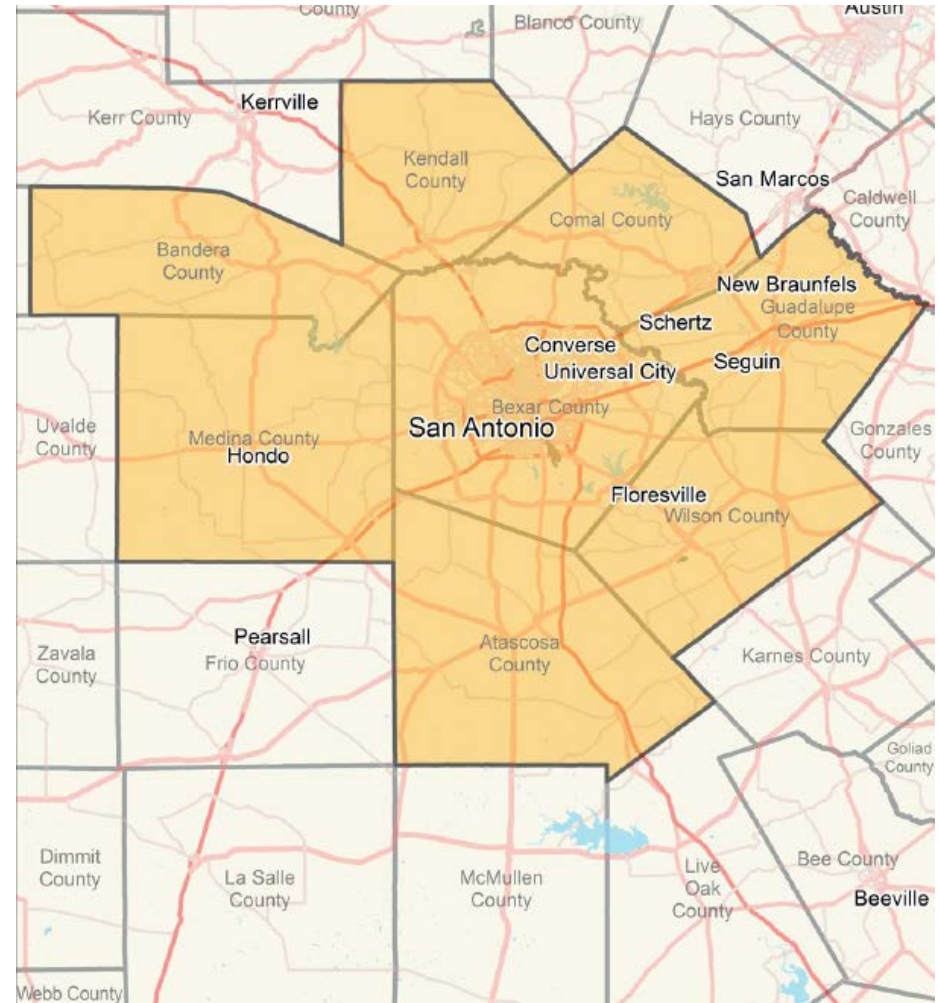 County
Blanco County
Austin
Kerr County
Kerrville
Kendall
County
Hays County
San Marcos
Caldwell
County
Comal County
Bandera
County
New Braunfels
Guadalupe
County
Schertz
Converse
Universal City
Seguin
Bexar County
San Antonio
Uvalde
County
Medina County
Hondo
Gonzales
County
Floresville
Wilson County
Pearsall
Frio County
Zavala
County
Atascosa
County
Karnes County
Goliad
County
Dimmit
County
La Salle
County
McMullen
County
Live
Oak
County
Bee County
Beeville
Webb County